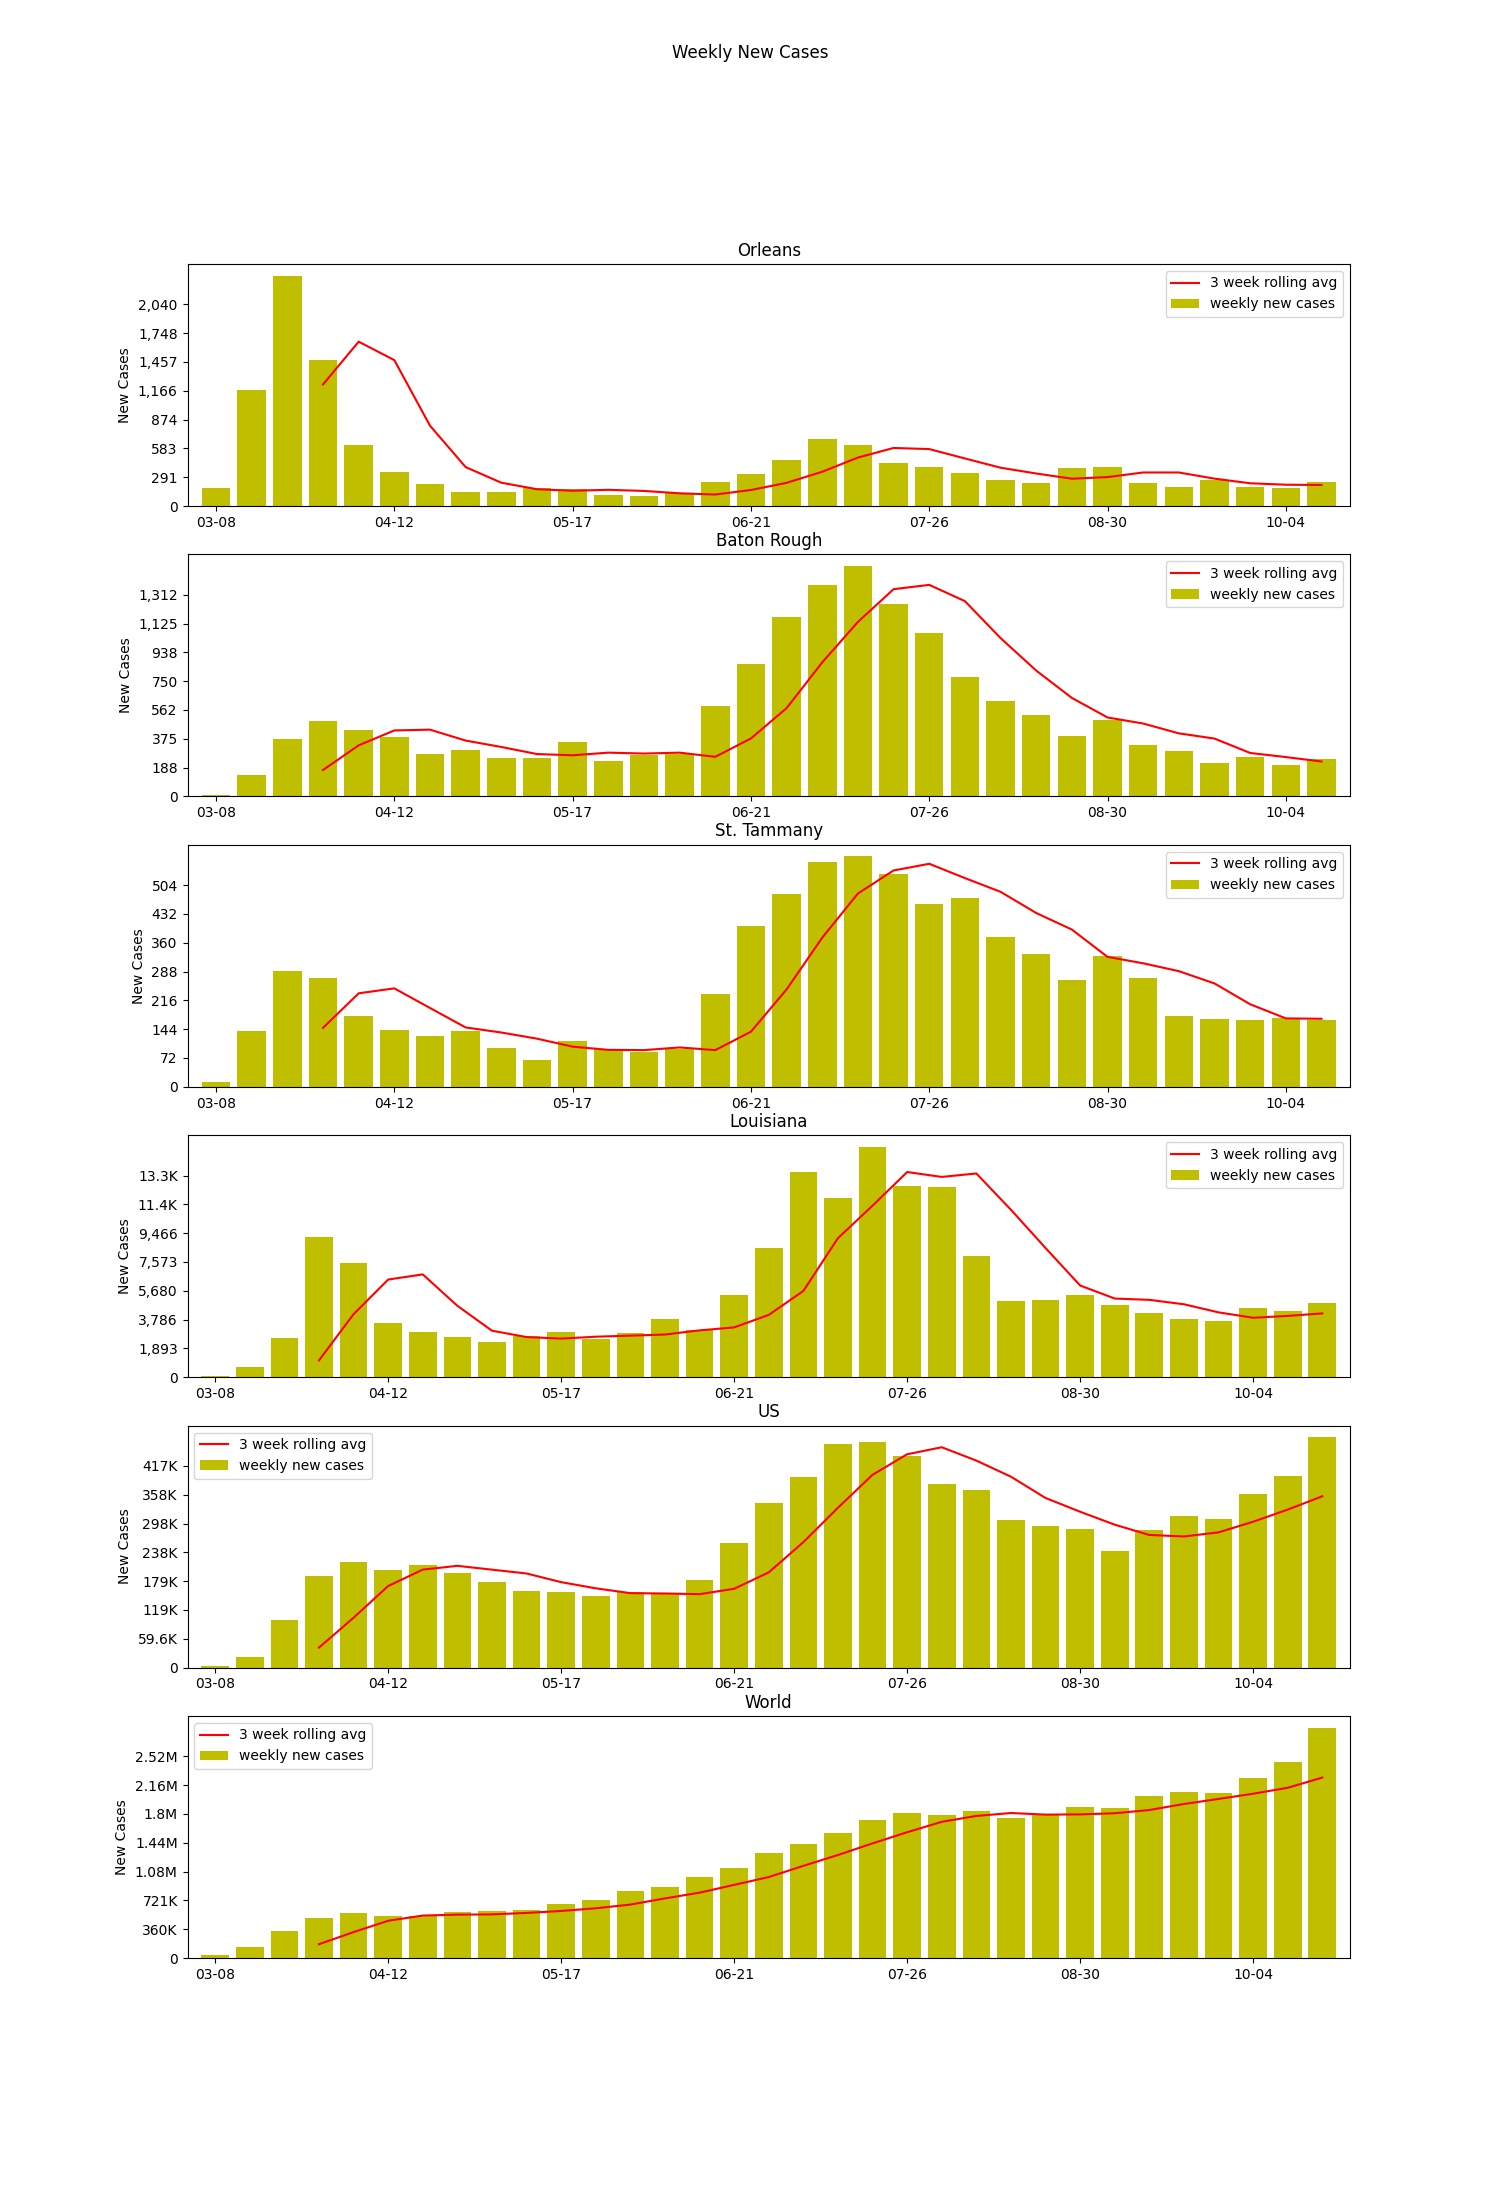 Weekly New Cases
Orleans
New Cases
2,040
1,748
1,457
1,166
874
583
291
0
3 week rolling avg
weekly new cases
03-08 04-12 05-17 06-21 07-26 08-30 10-04
Baton Rough
New Cases
1,312
1,125
938
750
562
375
188
0
3 week rolling avg
weekly new cases
03-08 04-12 05-17 06-21 07-26 08-30 10-04
St. Tammany
New Cases
504
432
360
288
216
144
72
0
3 week rolling avg
weekly new cases
03-08 04-12 05-17 06-21 07-26 08-30 10-04
Louisiana
New Cases
13.3K
11.4K
9,466
7,573
5,680
3,786
1,893
0
3 week rolling avg
weekly new cases
03-08 04-12 05-17 06-21 07-26 08-30 10-04
US
New Cases
417K
358K
298K
238K
179K
119K
59.6K
0
3 week rolling avg
weekly new cases
03-08 04-12 05-17 06-21 07-26 08-30 10-04
World
New Cases
2.52M
2.16M
1.8M
1.44M
1.08M
721K
360K
0
3 week rolling avg
weekly new cases
03-08 04-12 05-17 06-21 07-26 08-30 10-04